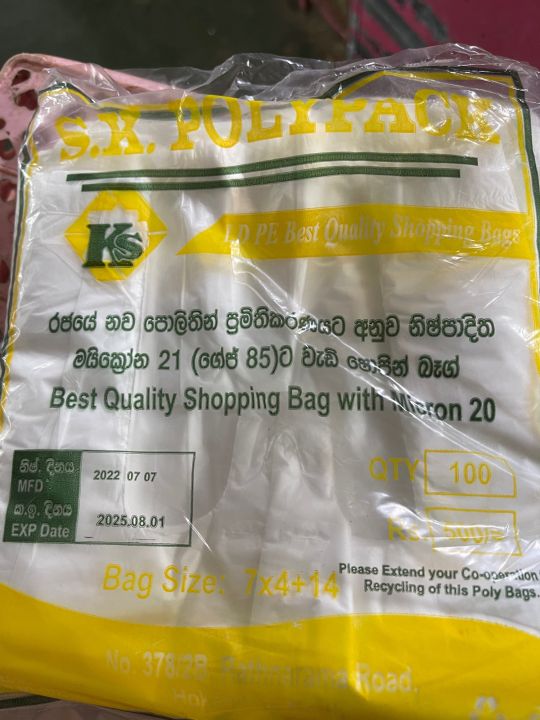 S.K. POLYPACK
Ks
LD PE Best Quality Shopping Bags
රජයේ නව පොලිතින් ප්‍රමිතිකරණයට අනුව නිෂ්පාදිත
මයික්‍රෝන 21 (ගේජ් 85)ට වැඩි ෂොපින් බෑග්
Best Quality Shopping Bag with Micron 20
නිෂ්. දිනය
MFD
2022 07 07
ක.ඉ. දිනය
EXP Date
2025.08.01
QTY 100
Rs. 500/=
Bag Size: 7x4+14
Please Extend your Co-operation
Recycling of this Poly Bags.
No. 378/2B, Rathnarama Road,